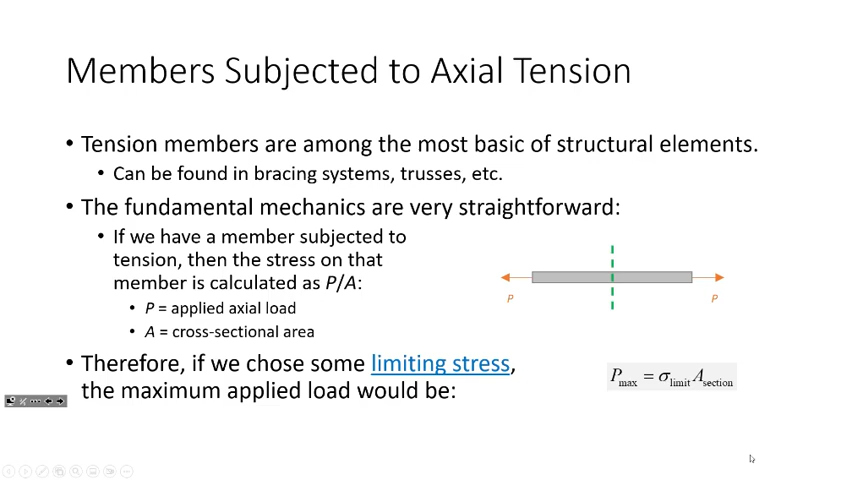 Members Subjected to Axial Tension
• Tension members are among the most basic of structural elements.
• Can be found in bracing systems, trusses, etc.
• The fundamental mechanics are very straightforward:
• If we have a member subjected to
tension, then the stress on that
member is calculated as P/A:
• P = applied axial load
• A = cross-sectional area
P P
• Therefore, if we chose some limiting stress,
the maximum applied load would be:
Pmax = σlimit Asection